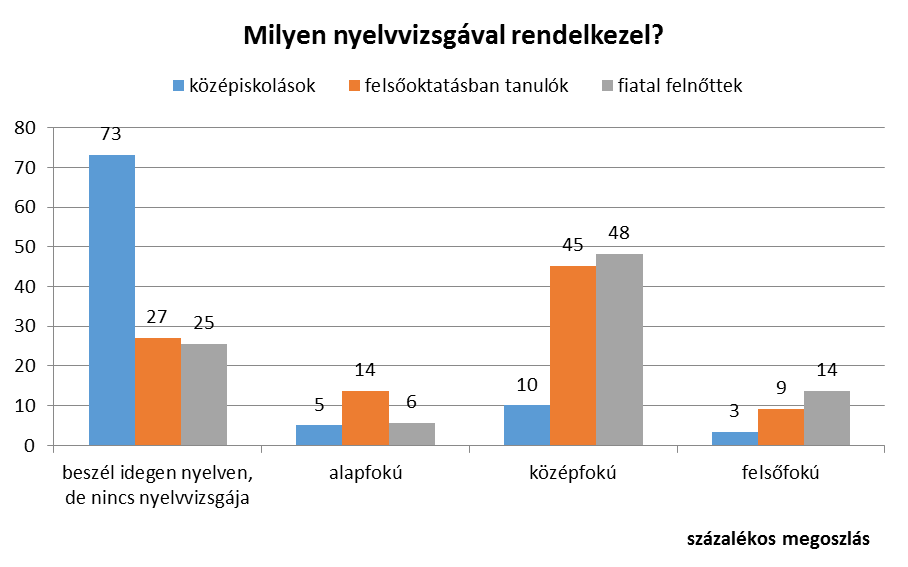 Milyen nyelvvizsgával rendelkezel?
középiskolások felsőoktatásban tanulók fiatal felnőttek
80
70
60
50
40
30
20
10
0
73
27
25
5
14
6
10
45
48
3
9
14
beszél idegen nyelven,
de nincs nyelvvizsgája
alapfokú
középfokú
felsőfokú
százalékos megoszlás